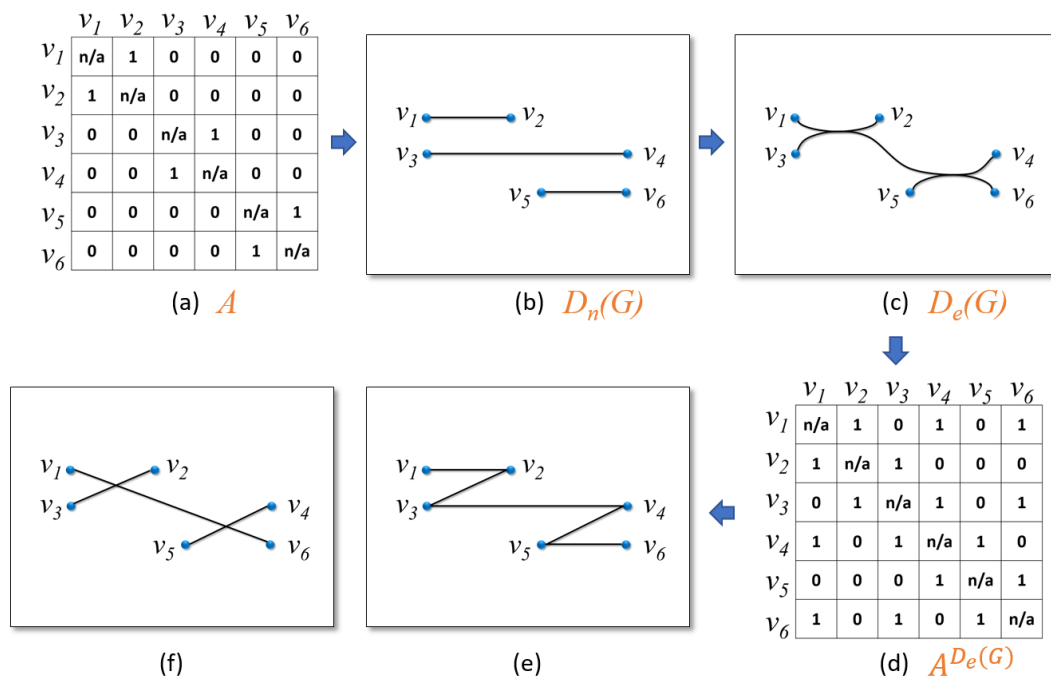 v1 v2 v3 v4 v5 v6
v1 n/a 1 0 0 0 0
v2 1 n/a 0 0 0 0
v3 0 0 n/a 1 0 0
v4 0 0 1 n/a 0 0
v5 0 0 0 0 n/a 1
v6 0 0 0 0 1 n/a
(a) A
v1 v2
v3 v4
v5 v6
(b) Dn(G)
v1 v2
v3 v4
v5 v6
(c) De(G)
v1 v2 v3 v4 v5 v6
v1 n/a 1 0 1 0 1
v2 1 n/a 1 0 0 0
v3 0 1 n/a 1 0 1
v4 1 0 1 n/a 1 0
v5 0 0 0 1 n/a 1
v6 1 0 1 0 1 n/a
(d) A^De(G)
v1 v2
v3 v4
v5 v6
(e)
v1 v2
v3 v4
v5 v6
(f)